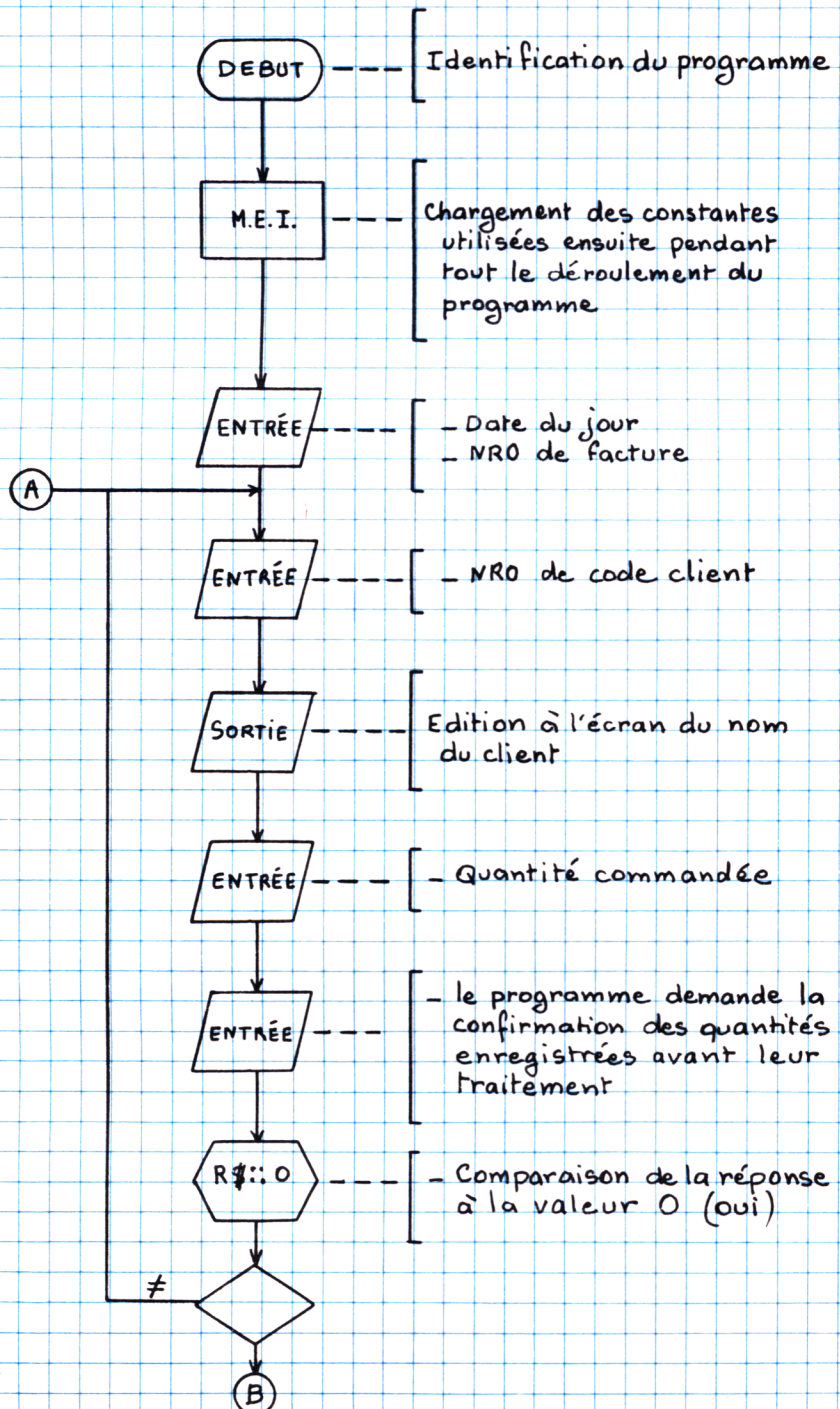 DEBUT
Identification du programme
M.E.I.
Chargement des constantes
utilisées ensuite pendant
tout le déroulement du
programme
ENTRÉE
- Date du jour
- NRO de facture
A
ENTRÉE
- NRO de code client
SORTIE
Edition à l'écran du nom
du client
ENTRÉE
- Quantité commandée
ENTRÉE
- le programme demande la
confirmation des quantités
enregistrées avant leur
traitement
R$:: O
- Comparaison de la réponse
à la valeur O (oui)
≠
B